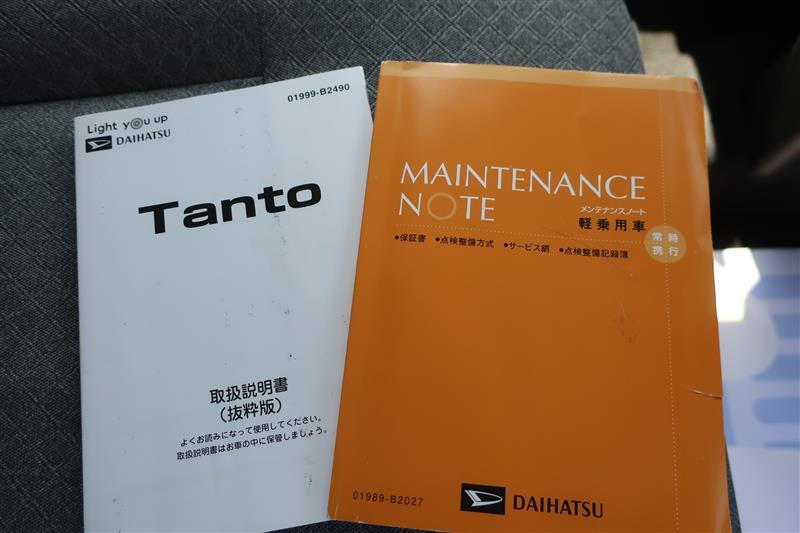 01999-B2490
Light you up
DAIHATSU
Tanto
取扱説明書
(抜粋版)
よくお読みになって使用してください。
取扱説明書はお車の中に保管しましょう。
MAINTENANCE
NOTE
メンテナンスノート
軽乗用車
●保証書 ●点検整備方式 ●サービス網 ●点検整備記録簿
常時
携行
01989-B2027
DAIHATSU